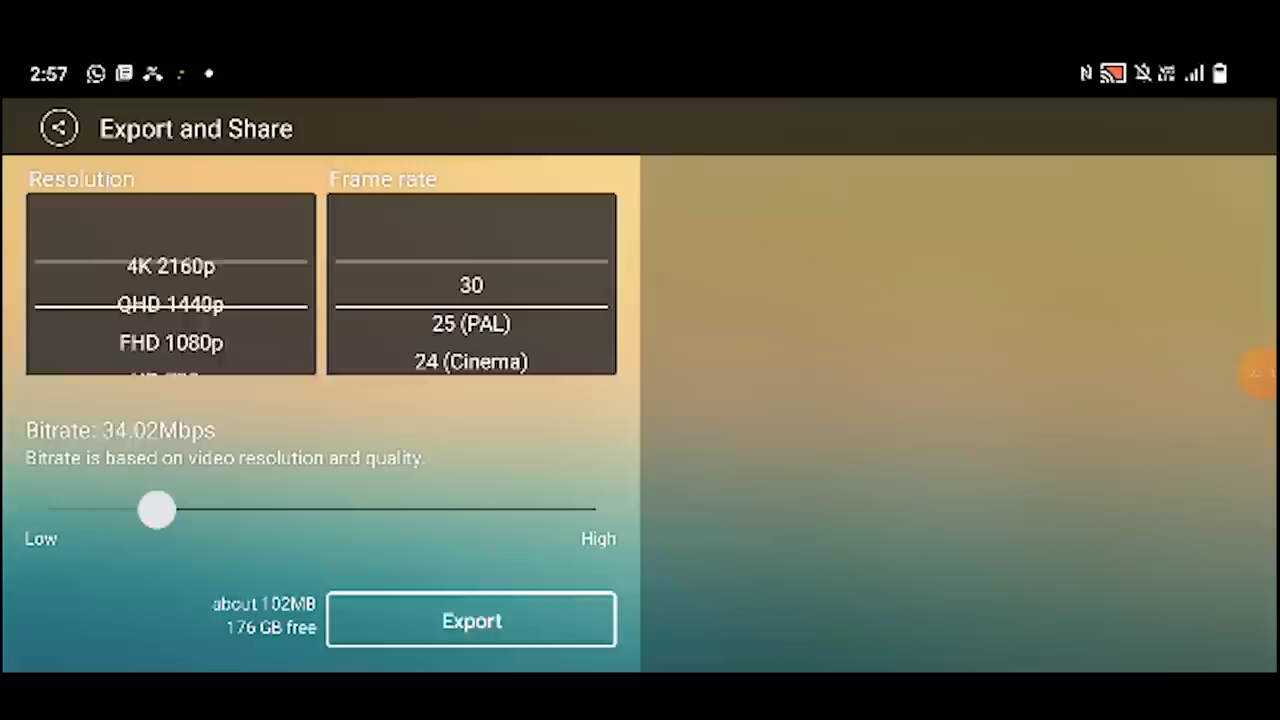 2:57
Export and Share
Resolution
Frame rate
4K 2160p
QHD 1440p
FHD 1080p
30
25 (PAL)
24 (Cinema)
Bitrate: 34.02Mbps
Bitrate is based on video resolution and quality.
Low
High
about 102MB
176 GB free
Export